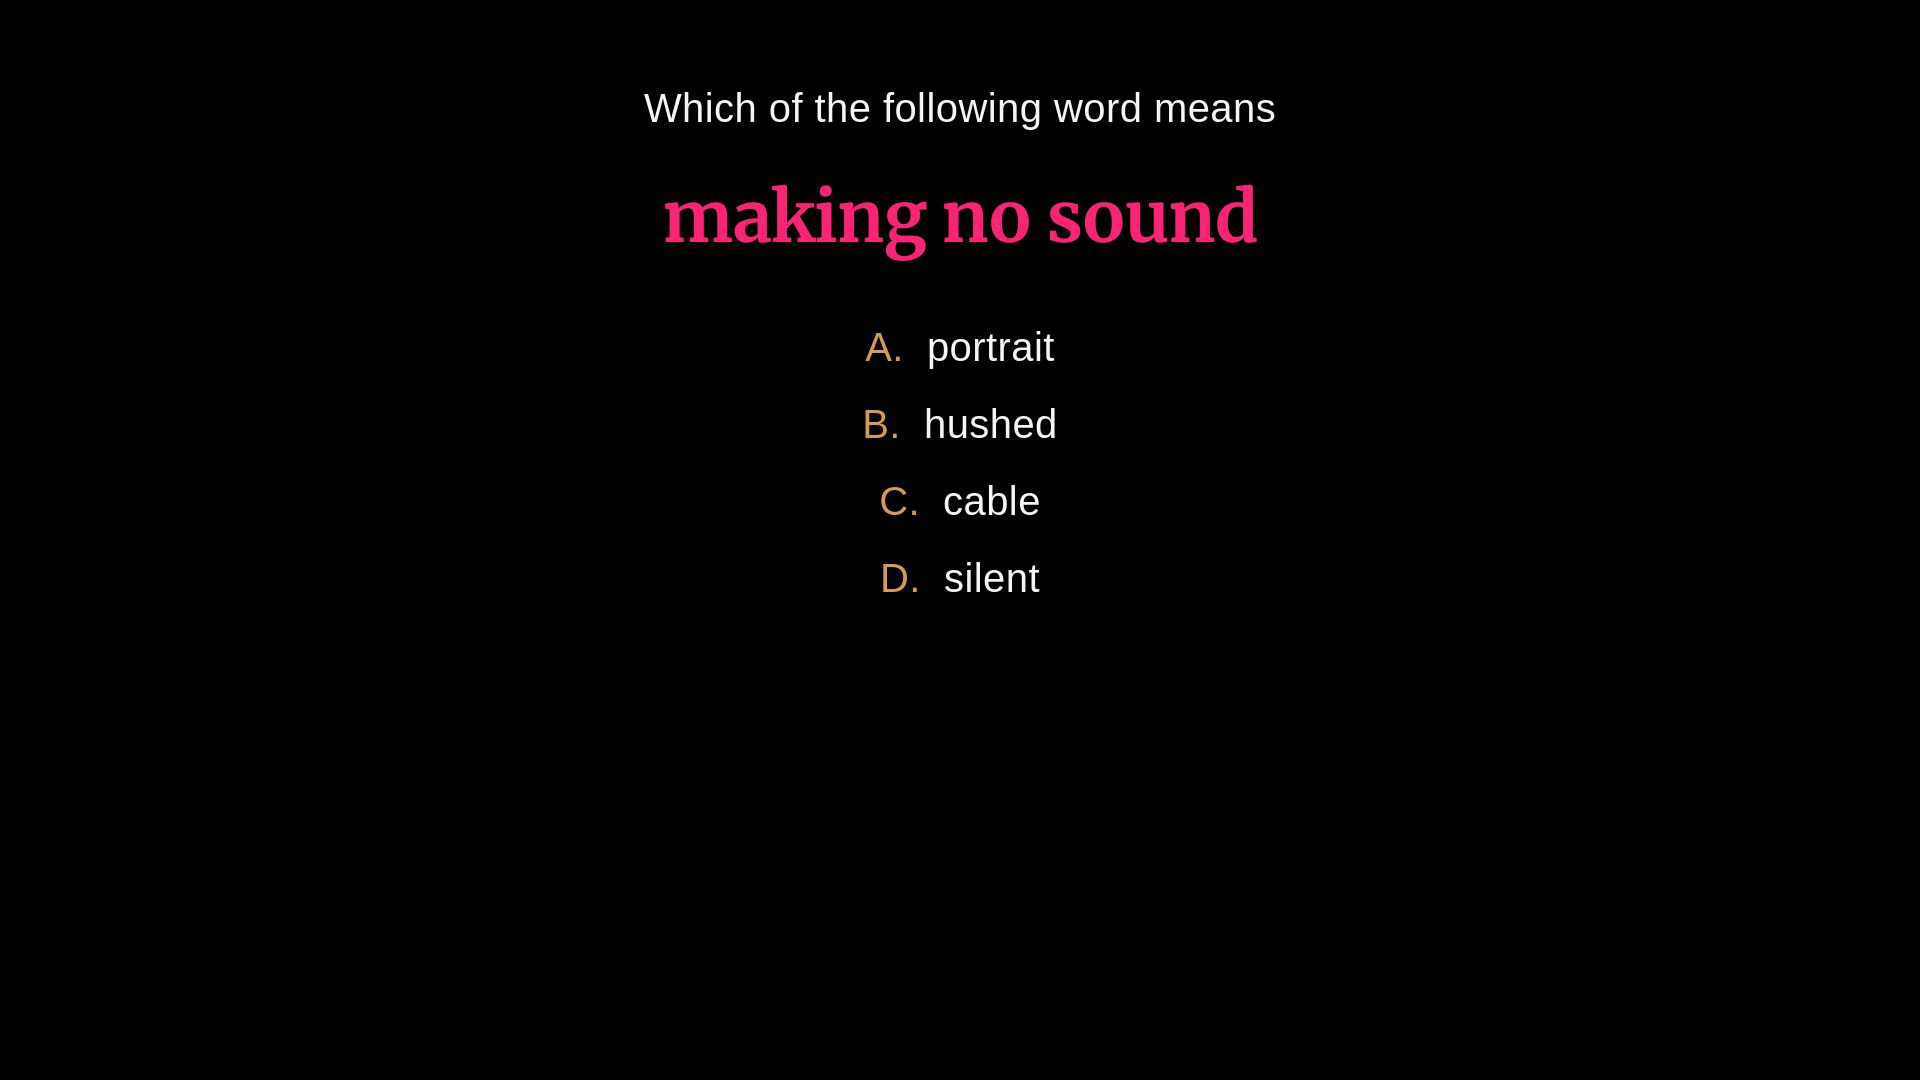 Which of the following word means
making no sound
A. portrait
B. hushed
C. cable
D. silent